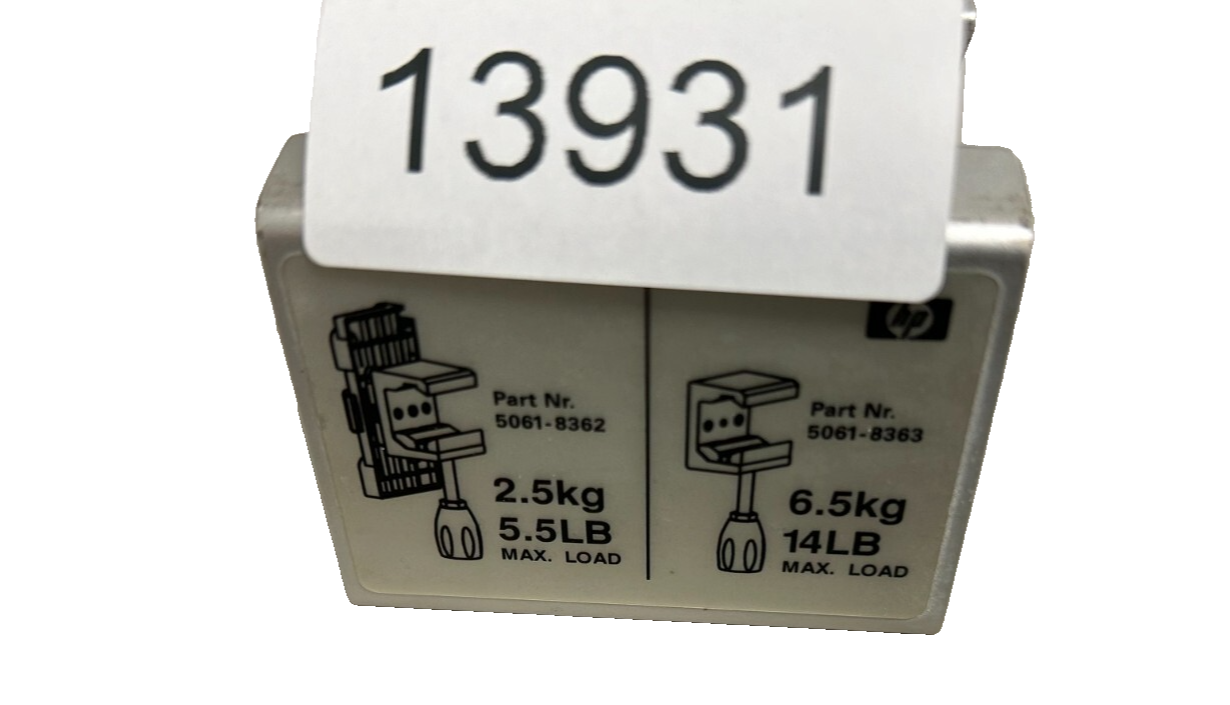 13931
hp
Part Nr.
5061-8362
2.5kg
5.5LB
MAX. LOAD
Part Nr.
5061-8363
6.5kg
14LB
MAX. LOAD